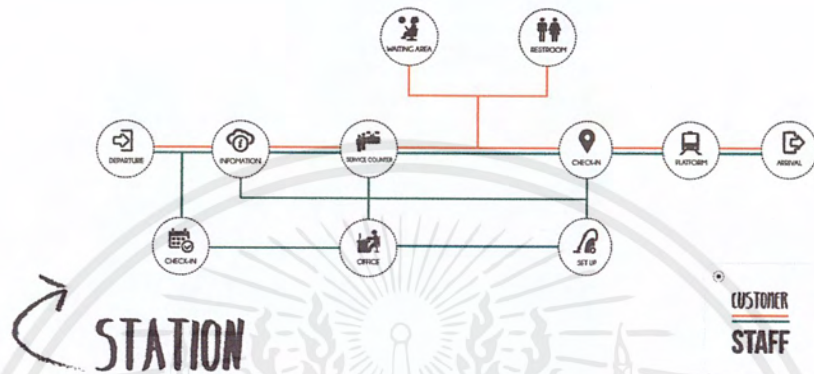 WAITING AREA
RESTROOM
DEPARTURE
INFOMATION
SERVICE COUNTER
CHECK-IN
PLATFORM
ARRIVAL
CHECK-IN
OFFICE
SET UP
CUSTOMER
STATION
STAFF